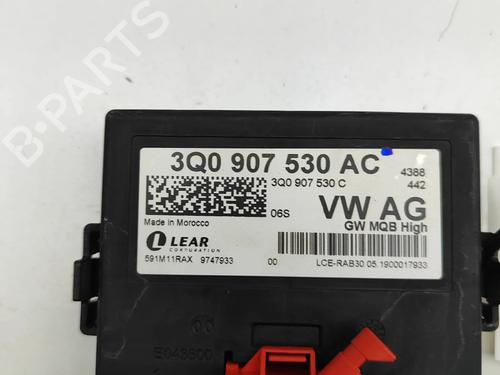 B-PARTS
3Q0 907 530 AC
4388
3Q0 907 530 C
442
06S
VW AG
Made in Morocco
GW MQB High
LEAR
CORPORATION
591M11RAX 9747933
00
LCE-RAB30 05.1900017933
E043600